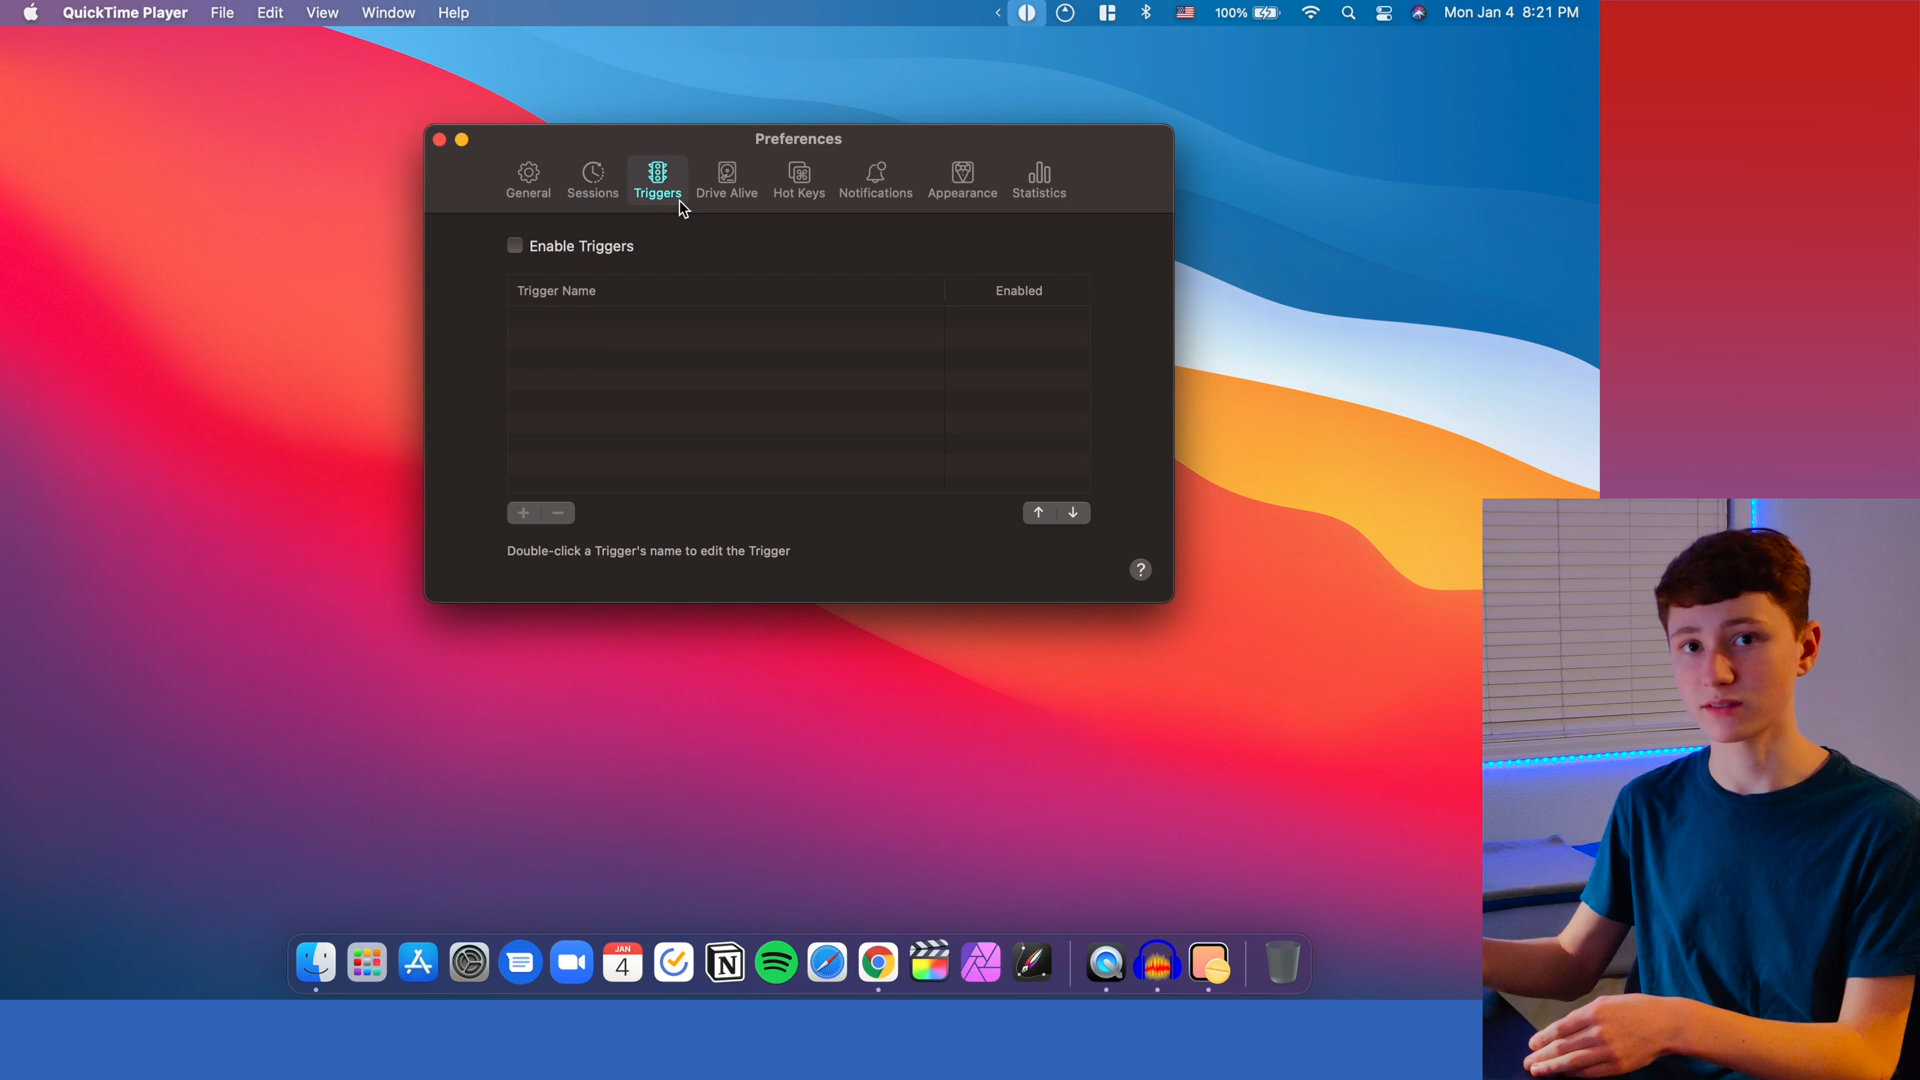 QuickTime Player File Edit View Window Help 100% Mon Jan 4 8:21 PM
Preferences
General Sessions Triggers Drive Alive Hot Keys Notifications Appearance Statistics
Enable Triggers
Trigger Name Enabled
+ − ↑ ↓
Double-click a Trigger's name to edit the Trigger
?
JAN
4
N